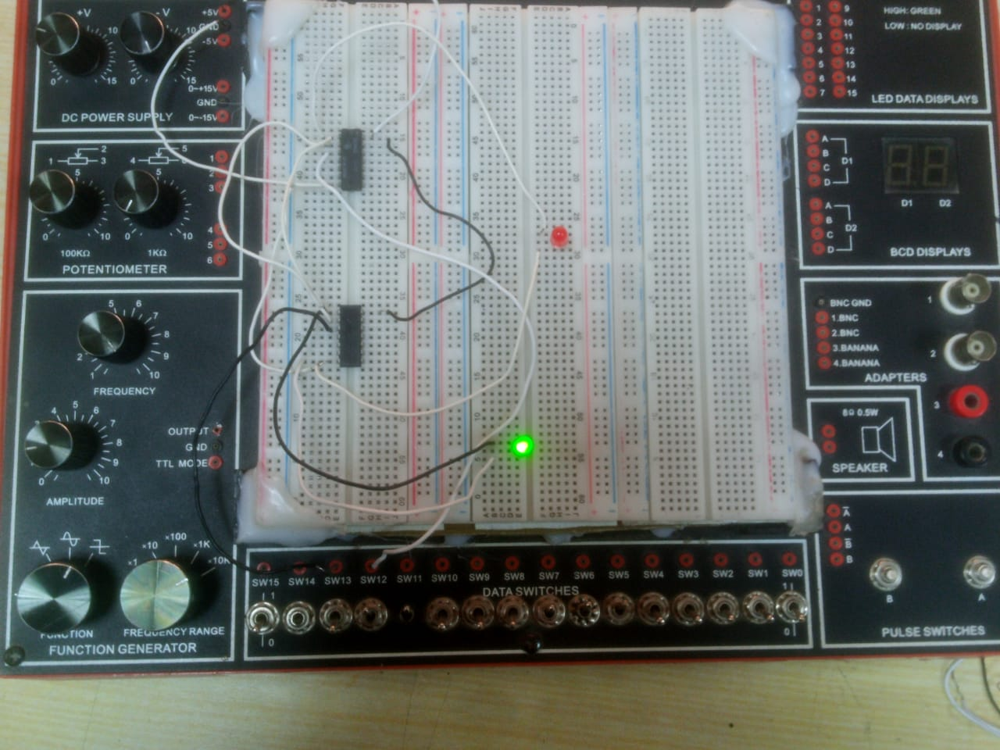 +V -V
+5V
GND
-5V
10 10
0 15 0 15
0~+15V
GND
0~-15V
DC POWER SUPPLY
1 2 3 4 5 6
5 5
0 10 0 10
100KΩ 1KΩ
1
2
3
4
5
6
POTENTIOMETER
5 6
7
8
9
10
2
1
FREQUENCY
4 5 6
7
8
9
10
0
AMPLITUDE
OUTPUT
GND
TTL MODE
×1 ×10 ×100 ×1K ×10K
FUNCTION FREQUENCY RANGE
FUNCTION GENERATOR
SW15 SW14 SW13 SW12 SW11 SW10 SW9 SW8 SW7 SW6 SW5 SW4 SW3 SW2 SW1 SW0
DATA SWITCHES
1 1
0 0
1 9
2 10
3 11
4 12
5 13
6 14
7 15
HIGH: GREEN
LOW : NO DISPLAY
LED DATA DISPLAYS
A
B
C
D
D1
A
B
C
D
D2
D1 D2
BCD DISPLAYS
BNC GND
1.BNC
2.BNC
3.BANANA
4.BANANA
1
2
3
4
ADAPTERS
8Ω 0.5W
SPEAKER
A
A
B
B
B A
PULSE SWITCHES